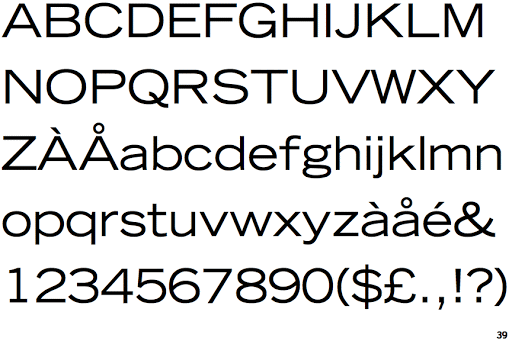 ABCDEFGHIJKLM
NOPQRSTUVWXY
ZÀÅabcdefghijklmn
opqrstuvwxyzàåé&
1234567890($£.,!?)
39